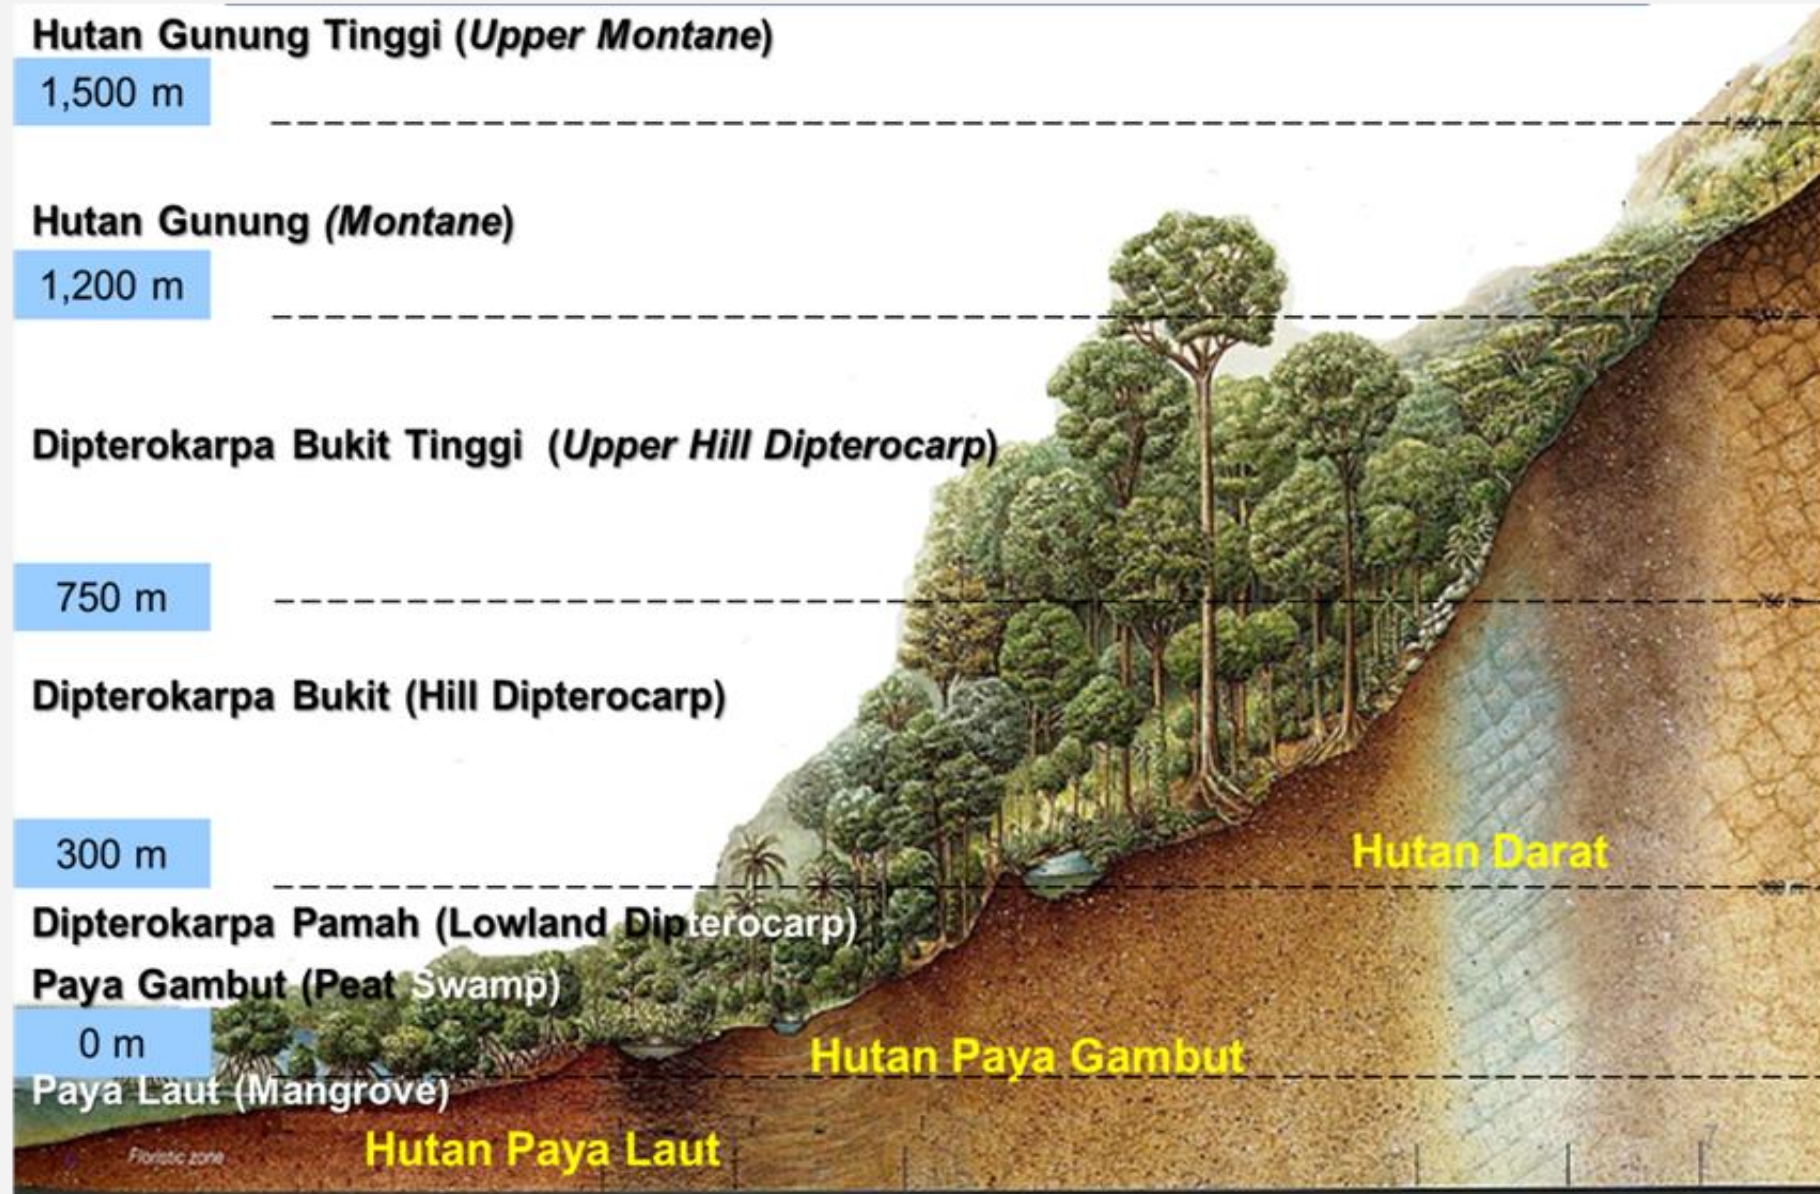 Hutan Gunung Tinggi (Upper Montane)
1,500 m
Hutan Gunung (Montane)
1,200 m
Dipterokarpa Bukit Tinggi (Upper Hill Dipterocarp)
750 m
Dipterokarpa Bukit (Hill Dipterocarp)
300 m
Hutan Darat
Dipterokarpa Pamah (Lowland Dipterocarp)
Paya Gambut (Peat Swamp)
0 m
Hutan Paya Gambut
Paya Laut (Mangrove)
Hutan Paya Laut
Floristic zone
7